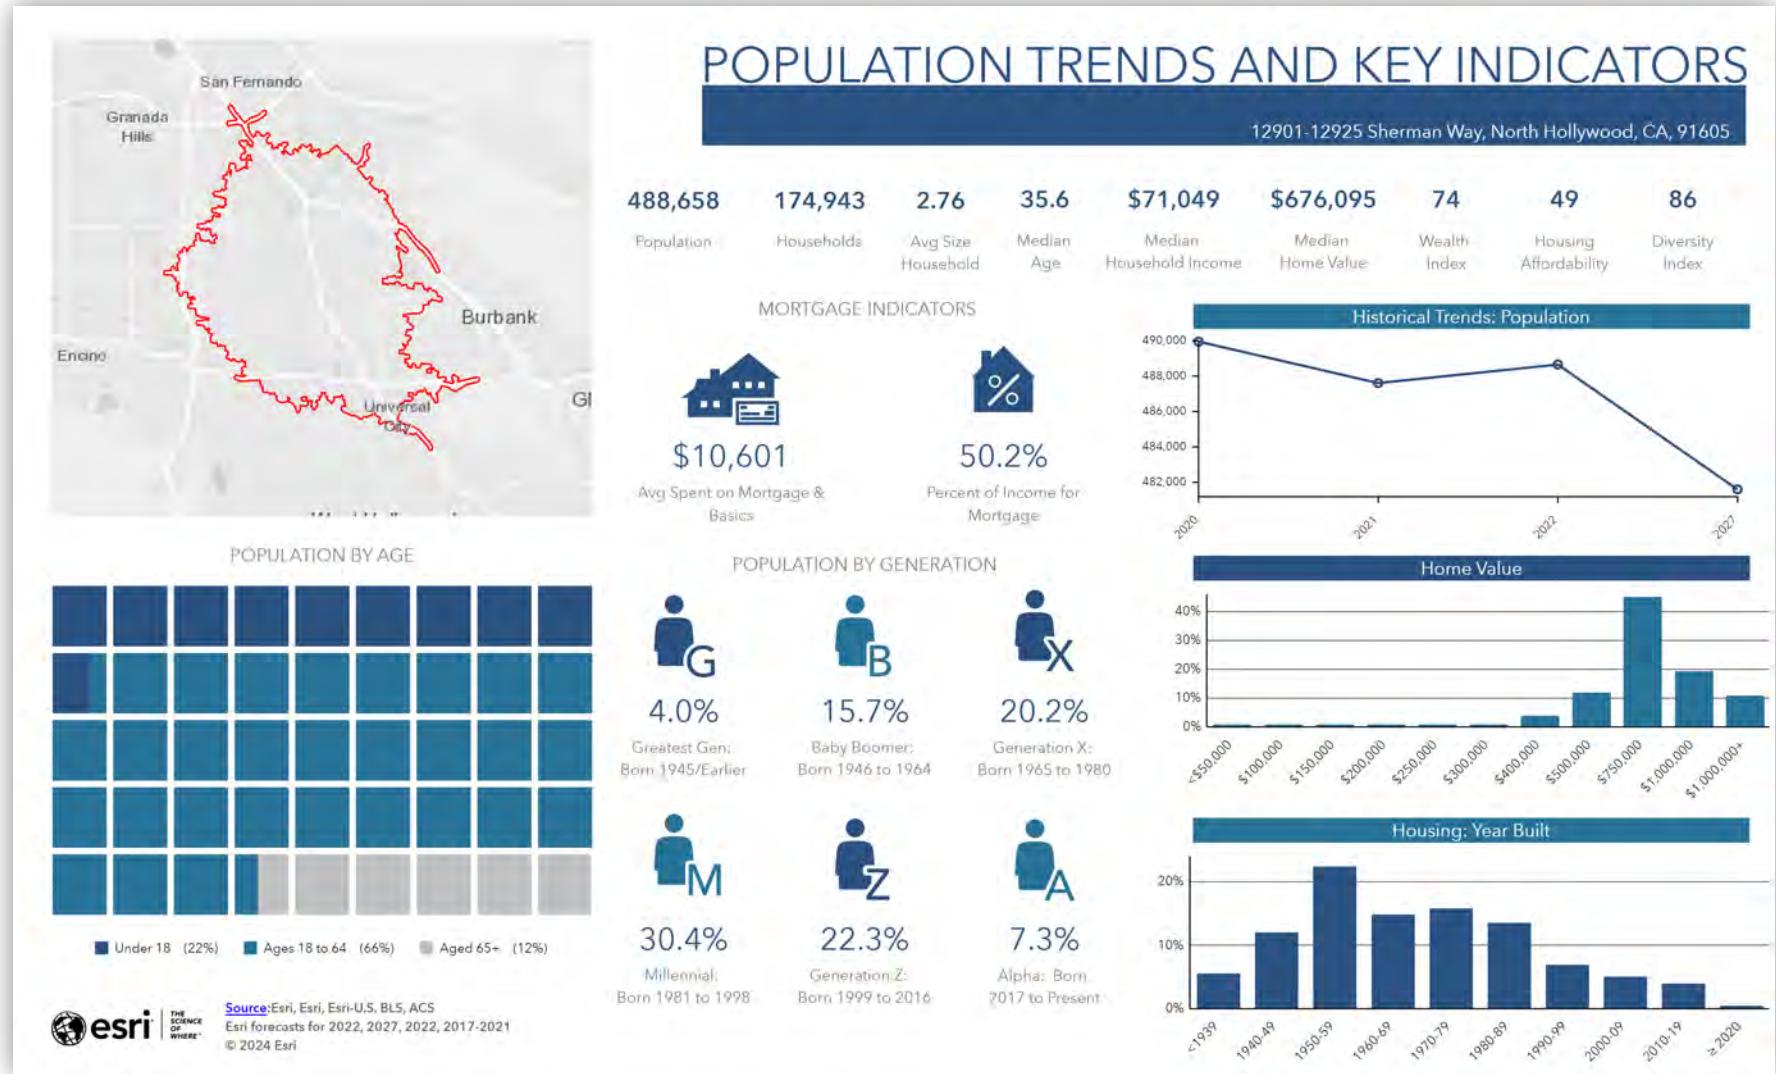 San Fernando
Granada
Hills
Burbank
Encino
Universal
City
Gl
POPULATION TRENDS AND KEY INDICATORS
12901-12925 Sherman Way, North Hollywood, CA, 91605
488,658
Population
174,943
Households
2.76
Avg Size
Household
35.6
Median
Age
$71,049
Median
Household Income
$676,095
Median
Home Value
74
Wealth
Index
49
Housing
Affordability
86
Diversity
Index
MORTGAGE INDICATORS
$10,601
Avg Spent on Mortgage &
Basics
%
50.2%
Percent of Income for
Mortgage
Historical Trends: Population
490,000
488,000
486,000
484,000
482,000
2020
2021
2022
2027
POPULATION BY AGE
Under 18 (22%)
Ages 18 to 64 (66%)
Aged 65+ (12%)
POPULATION BY GENERATION
G
4.0%
Greatest Gen:
Born 1945/Earlier
B
15.7%
Baby Boomer:
Born 1946 to 1964
X
20.2%
Generation X:
Born 1965 to 1980
M
30.4%
Millennial:
Born 1981 to 1998
Z
22.3%
Generation Z:
Born 1999 to 2016
A
7.3%
Alpha: Born
2017 to Present
Home Value
40%
30%
20%
10%
0%
<$50,000
$100,000
$150,000
$200,000
$250,000
$300,000
$400,000
$500,000
$750,000
$1,000,000
$1,000,000+
Housing: Year Built
20%
10%
0%
<1939
1940-49
1950-59
1960-69
1970-79
1980-89
1990-99
2000-09
2010-19
≥ 2020
esri
THE
SCIENCE
OF
WHERE™
Source:Esri, Esri, Esri-U.S. BLS, ACS
Esri forecasts for 2022, 2027, 2022, 2017-2021
© 2024 Esri